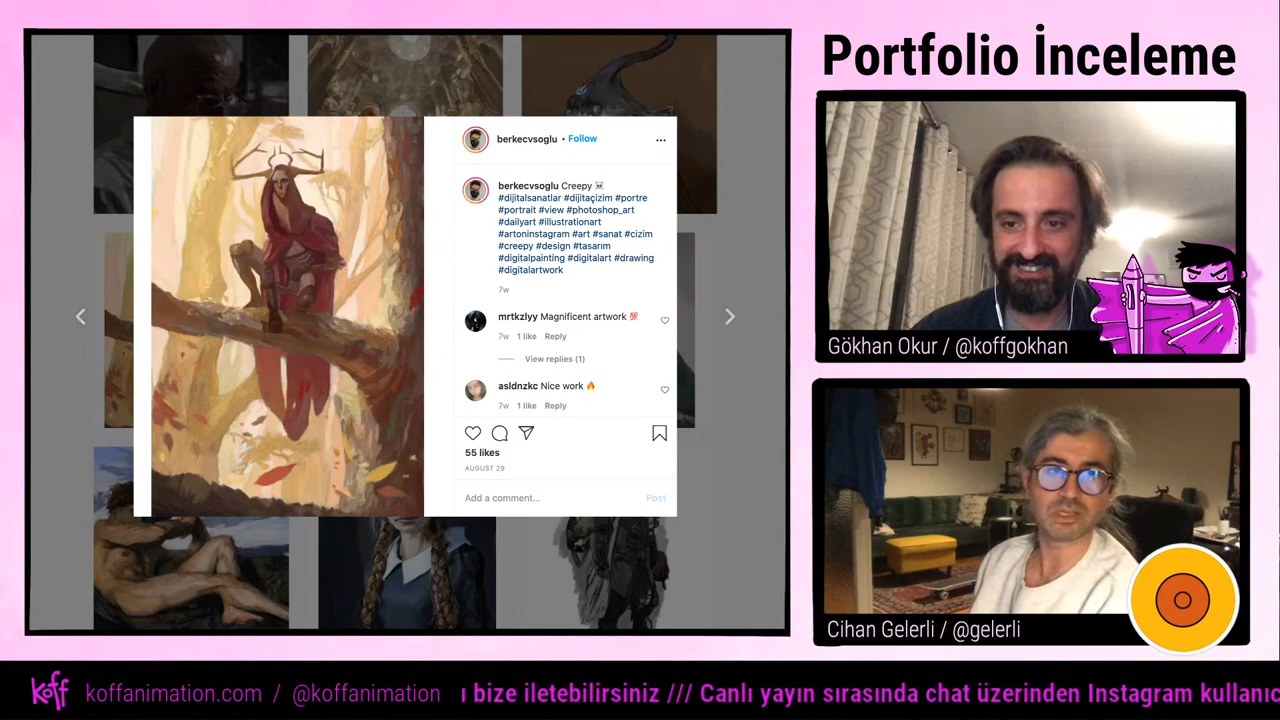 Portfolio İnceleme
berkecvsoglu • Follow
...
berkecvsoglu Creepy ☠
#dijitalsanatlar #dijitaçizim #portre
#portrait #view #photoshop_art
#dailyart #illustrationart
#artoninstagram #art #sanat #cizim
#creepy #design #tasarım
#digitalpainting #digitalart #drawing
#digitalartwork
7w
mrtkzlyy Magnificent artwork 💯
7w 1 like Reply
View replies (1)
asldnzkc Nice work 🔥
7w 1 like Reply
55 likes
AUGUST 29
Add a comment... Post
Gökhan Okur / @koffgokhan
Cihan Gelerli / @gelerli
koff koffanimation.com / @koffanimation ı bize iletebilirsiniz /// Canlı yayın sırasında chat üzerinden Instagram kullanıc